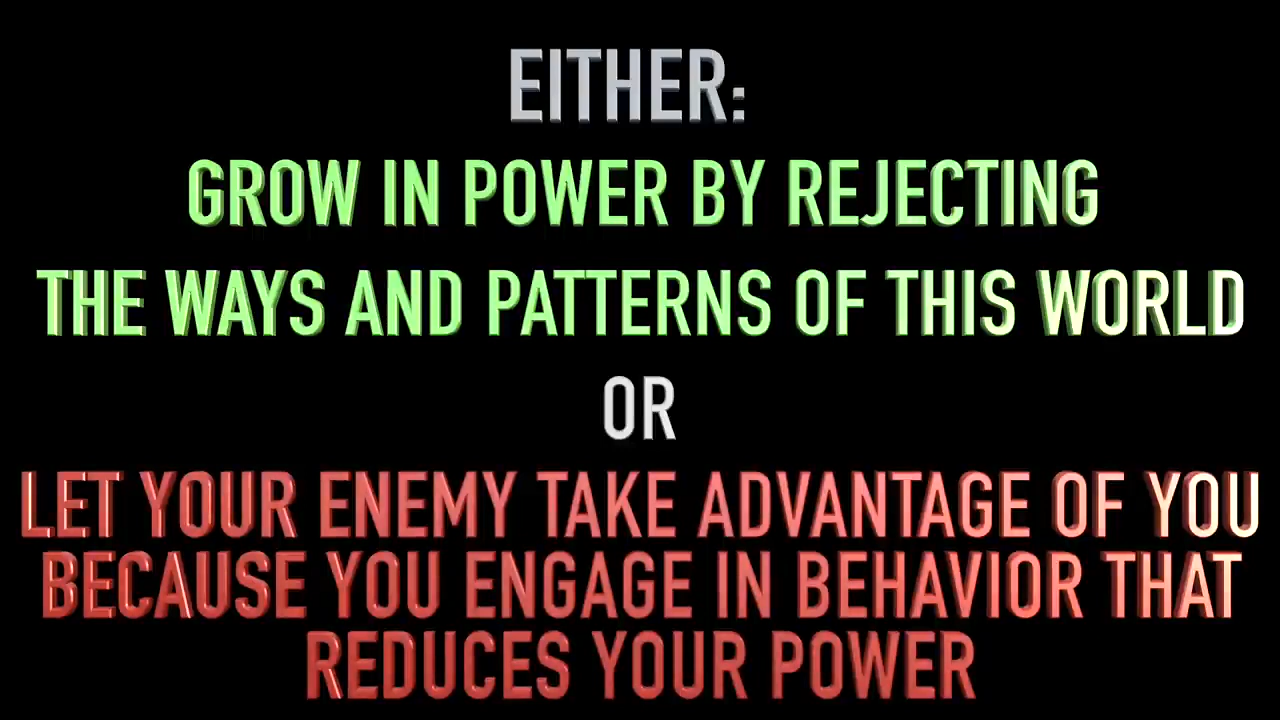 EITHER:
GROW IN POWER BY REJECTING
THE WAYS AND PATTERNS OF THIS WORLD
OR
LET YOUR ENEMY TAKE ADVANTAGE OF YOU
BECAUSE YOU ENGAGE IN BEHAVIOR THAT
REDUCES YOUR POWER